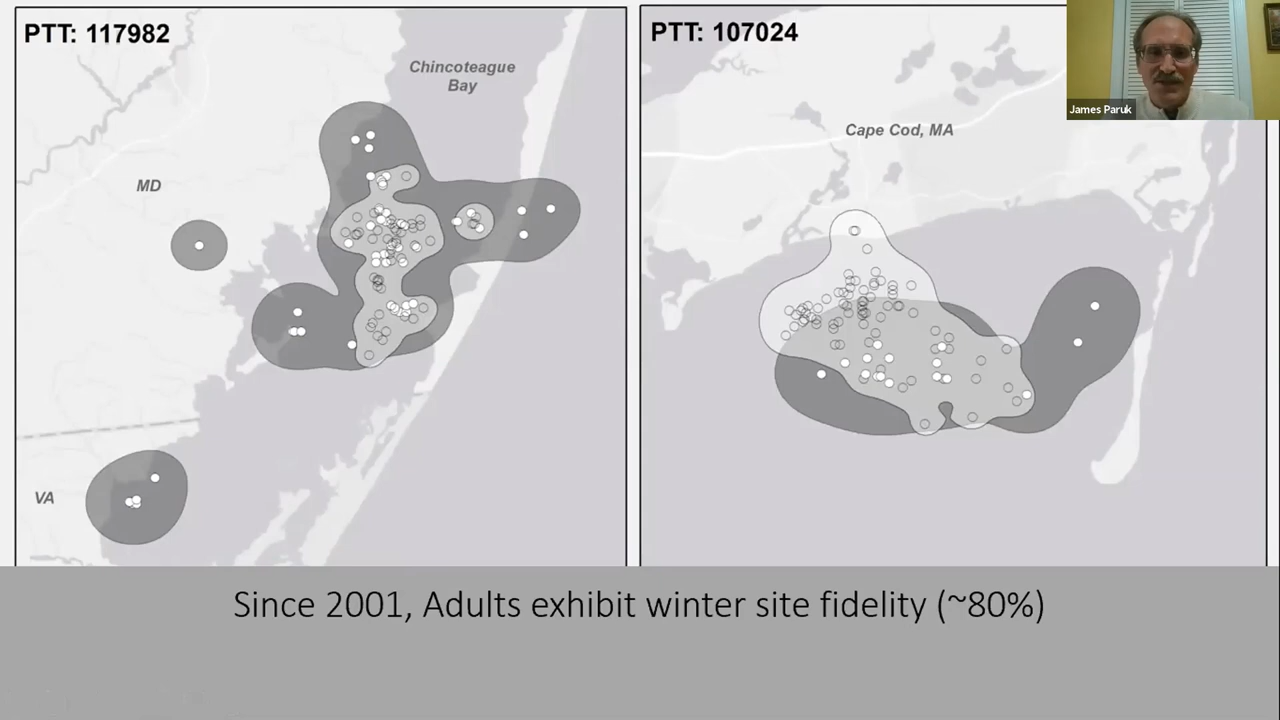 PTT: 117982
Chincoteague
Bay
MD
VA
PTT: 107024
Cape Cod, MA
James Paruk
Since 2001, Adults exhibit winter site fidelity (~80%)